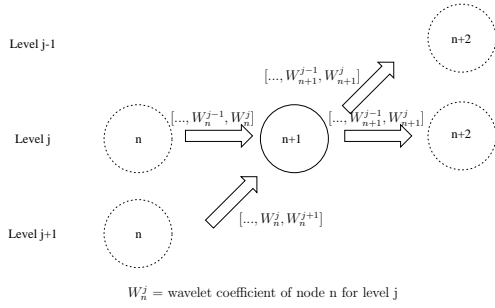 Level j-1
n+2
[..., W_{n+1}^{j-1}, W_{n+1}^{j}]
[..., W_n^{j-1}, W_n^j]
[..., W_{n+1}^{j-1}, W_{n+1}^{j}]
Level j
n
n+1
n+2
Level j+1
n
[..., W_n^j, W_n^{j+1}]
W_n^j = wavelet coefficient of node n for level j